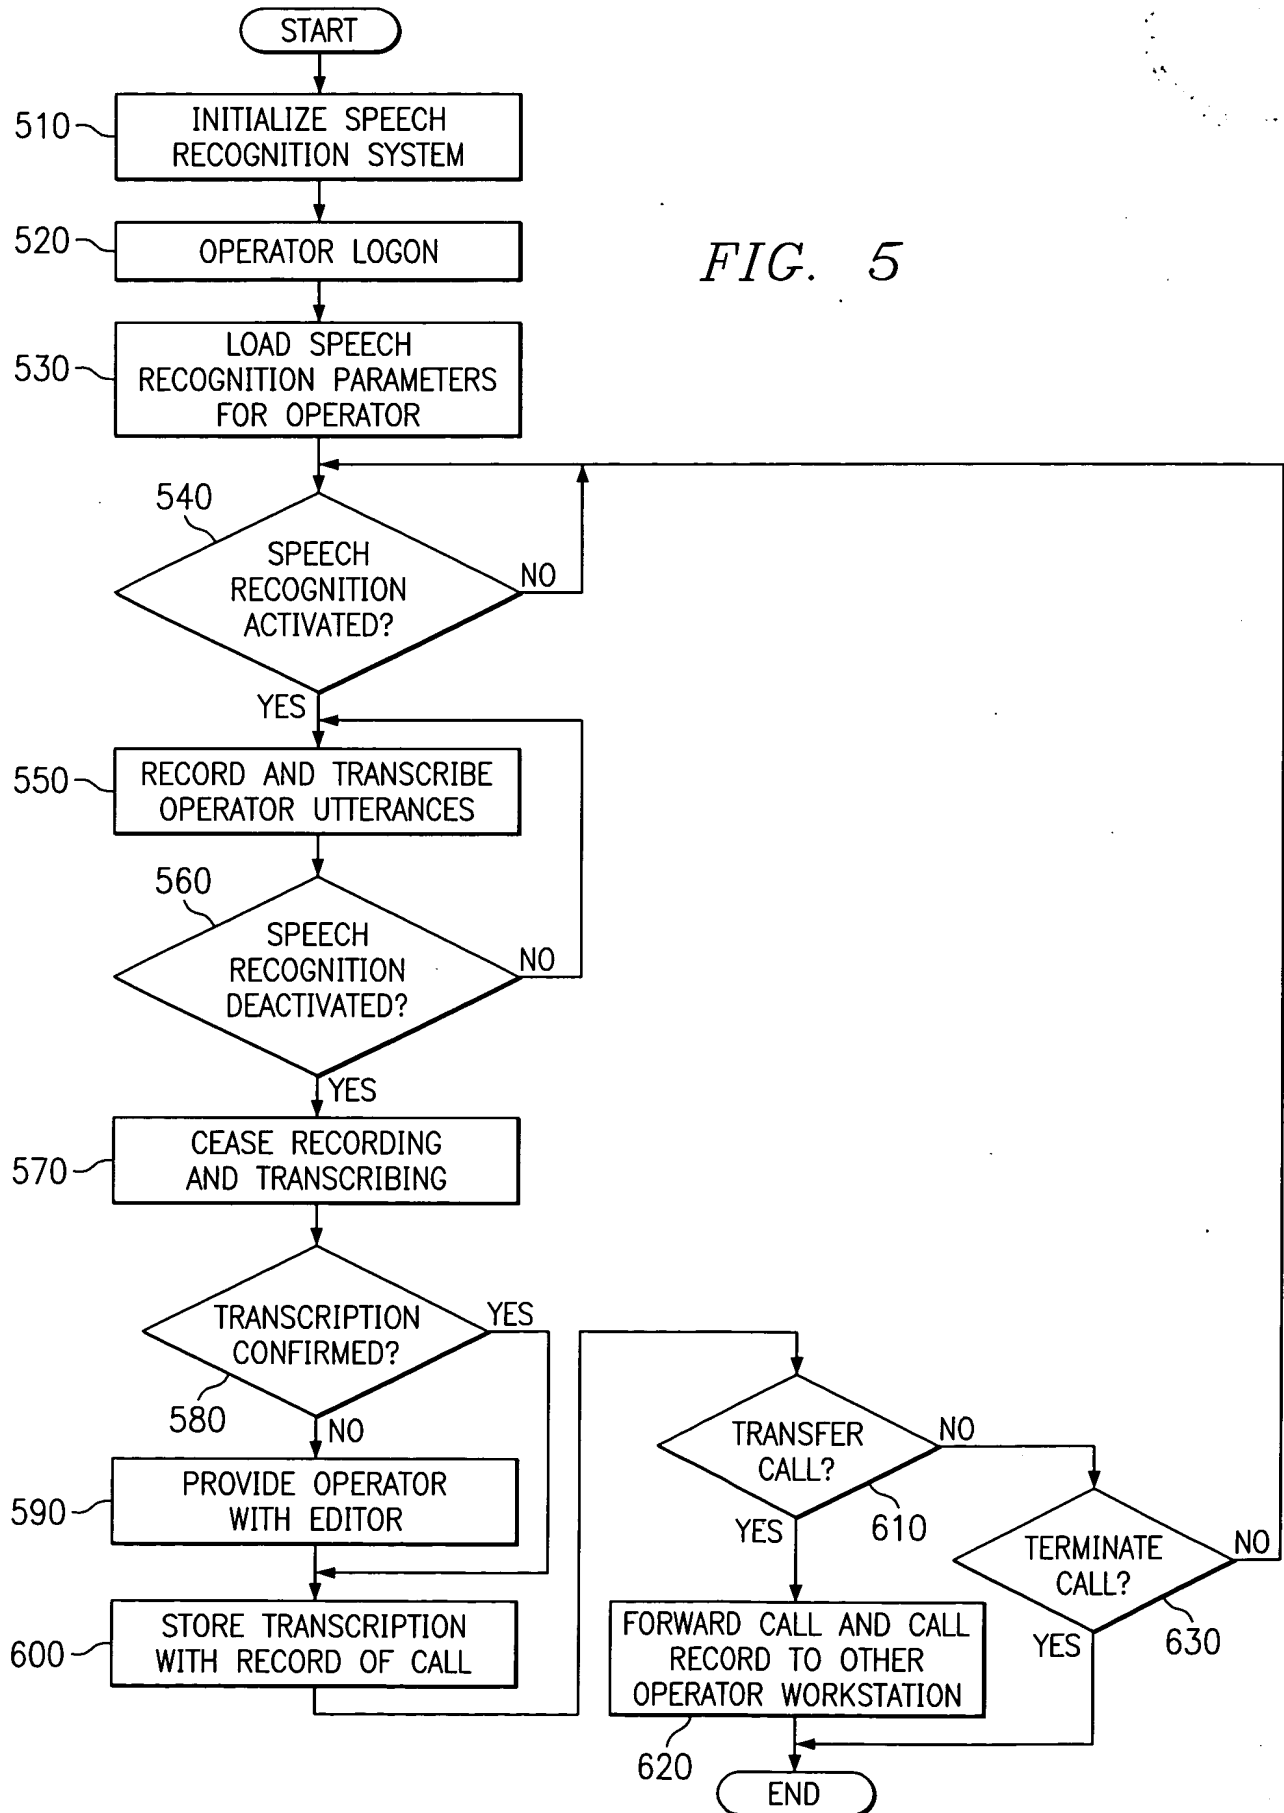 START
510
INITIALIZE SPEECH
RECOGNITION SYSTEM
520
OPERATOR LOGON
FIG. 5
530
LOAD SPEECH
RECOGNITION PARAMETERS
FOR OPERATOR
540
SPEECH
RECOGNITION
ACTIVATED?
NO
YES
550
RECORD AND TRANSCRIBE
OPERATOR UTTERANCES
560
SPEECH
RECOGNITION
DEACTIVATED?
NO
YES
570
CEASE RECORDING
AND TRANSCRIBING
TRANSCRIPTION
CONFIRMED?
YES
580
NO
590
PROVIDE OPERATOR
WITH EDITOR
600
STORE TRANSCRIPTION
WITH RECORD OF CALL
TRANSFER
CALL?
NO
610
YES
TERMINATE
CALL?
NO
630
YES
FORWARD CALL AND CALL
RECORD TO OTHER
OPERATOR WORKSTATION
620
END